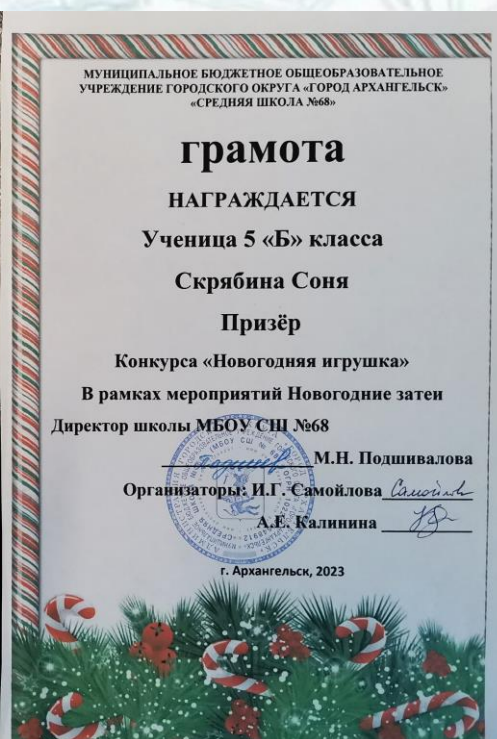 МУНИЦИПАЛЬНОЕ БЮДЖЕТНОЕ ОБЩЕОБРАЗОВАТЕЛЬНОЕ
УЧРЕЖДЕНИЕ ГОРОДСКОГО ОКРУГА «ГОРОД АРХАНГЕЛЬСК»
«СРЕДНЯЯ ШКОЛА №68»
грамота
НАГРАЖДАЕТСЯ
Ученица 5 «Б» класса
Скрябина Соня
Призёр
Конкурса «Новогодняя игрушка»
В рамках мероприятий Новогодние затеи
Директор школы МБОУ СШ №68
М.Н. Подшивалова
Организаторы: И.Г. Самойлова
А.Е. Калинина
г. Архангельск, 2023